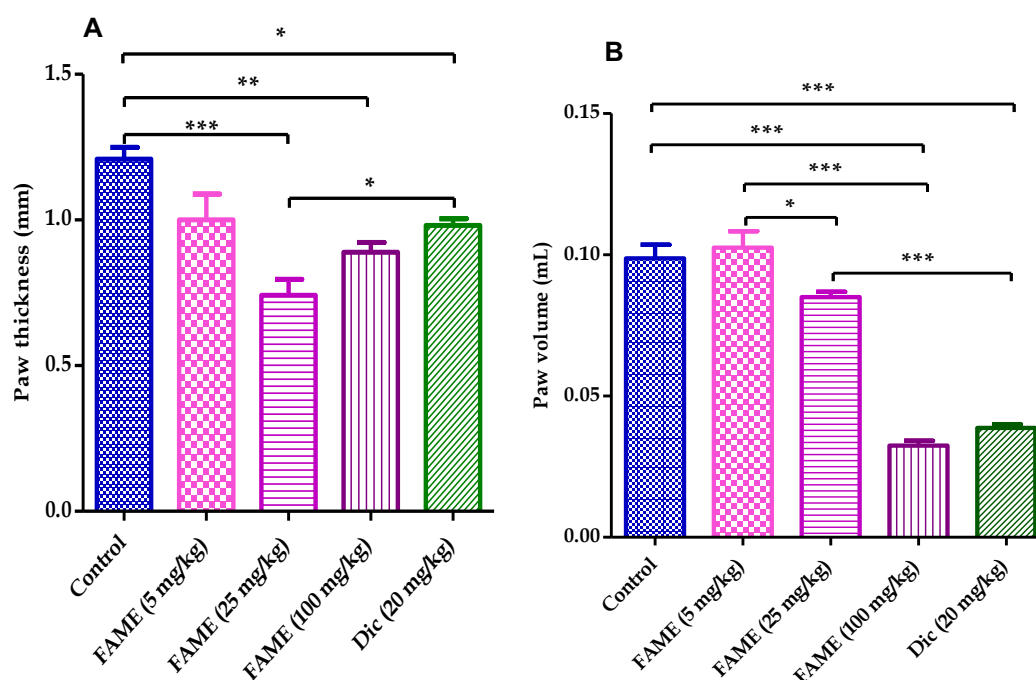 A
*
**
***
*
Paw thickness (mm)
1.5
1.0
0.5
0.0
Control
FAME (5 mg/kg)
FAME (25 mg/kg)
FAME (100 mg/kg)
Dic (20 mg/kg)
B
***
***
***
*
***
Paw volume (mL)
0.15
0.10
0.05
0.00
Control
FAME (5 mg/kg)
FAME (25 mg/kg)
FAME (100 mg/kg)
Dic (20 mg/kg)